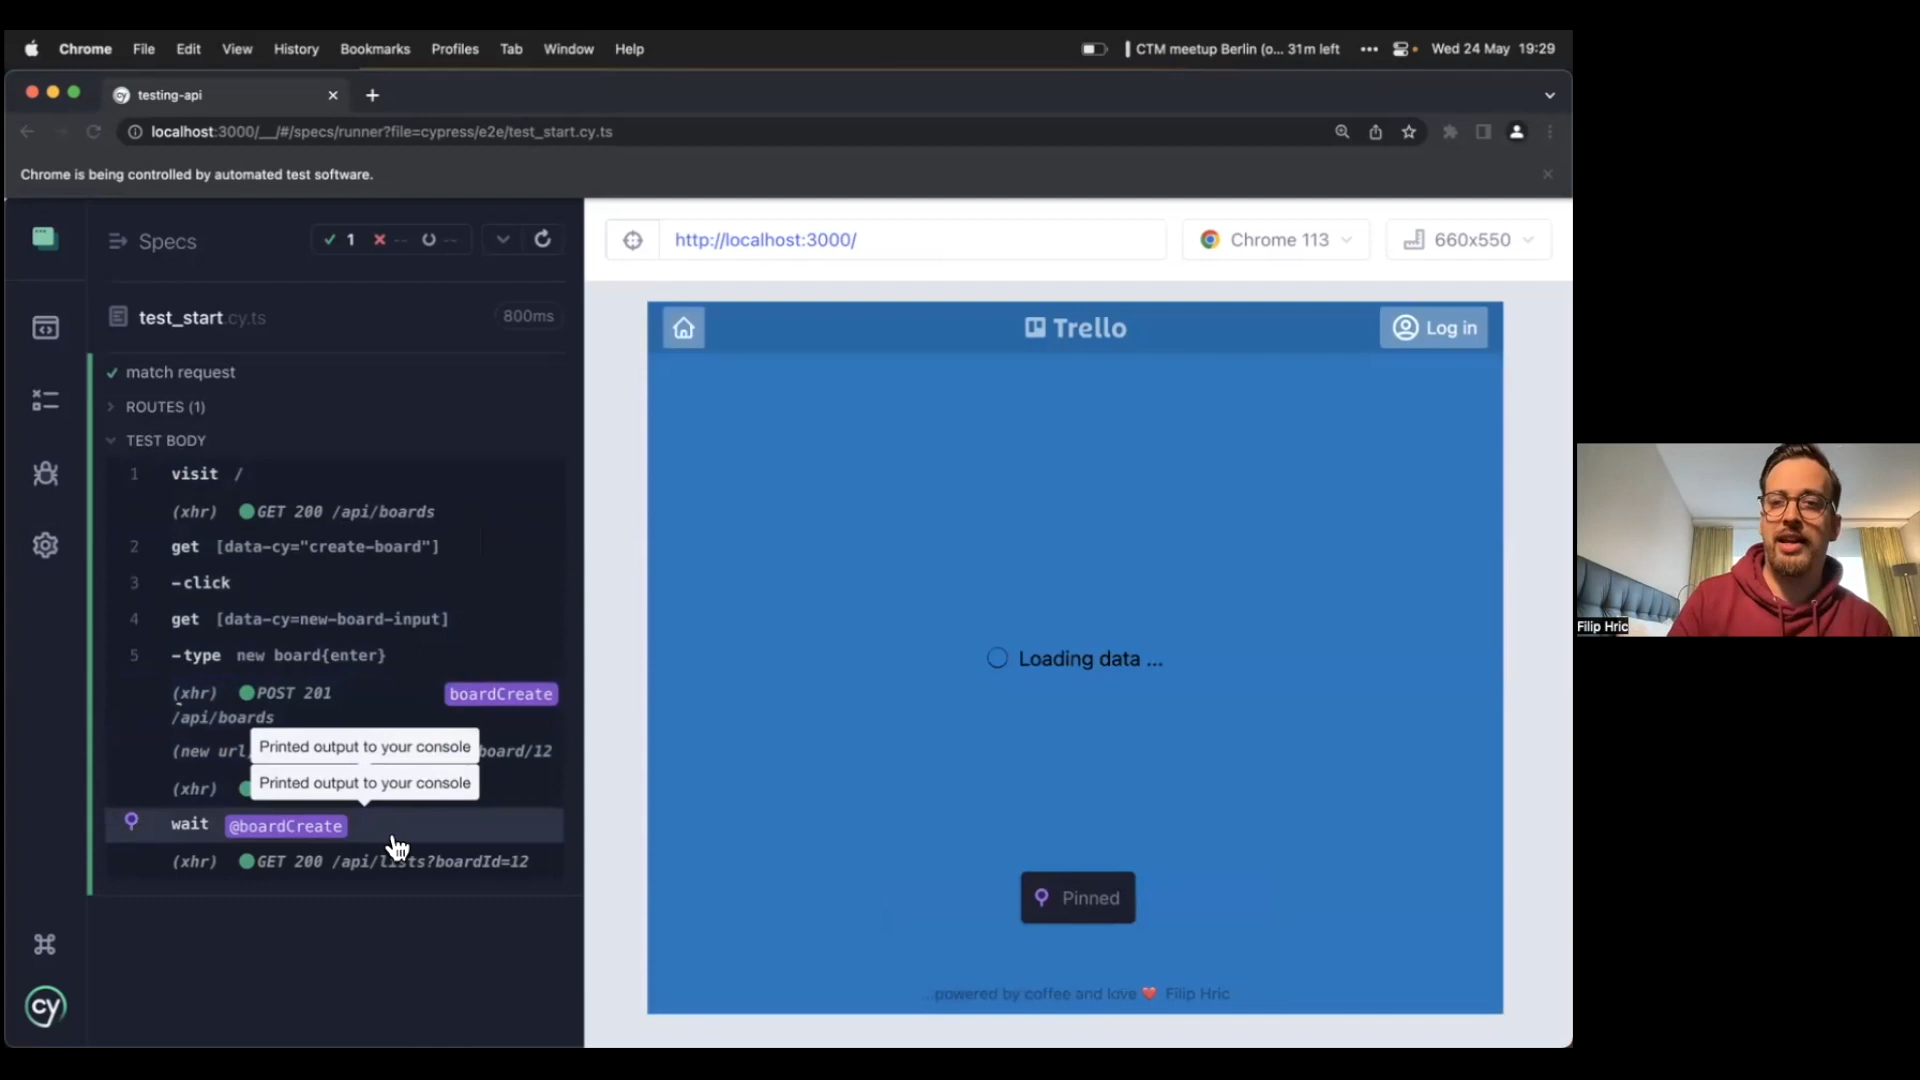 Chrome File Edit View History Bookmarks Profiles Tab Window Help CTM meetup Berlin (o... 31m left ••• Wed 24 May 19:29
testing-api
localhost:3000/__/#/specs/runner?file=cypress/e2e/test_start.cy.ts
Chrome is being controlled by automated test software.
Specs 1 -- --
http://localhost:3000/ Chrome 113 660x550
test_start.cy.ts 800ms
Trello Log in
match request
ROUTES (1)
TEST BODY
1 visit /
(xhr) GET 200 /api/boards
2 get [data-cy="create-board"]
3 -click
4 get [data-cy=new-board-input]
5 -type new board{enter}
(xhr) POST 201 boardCreate
/api/boards
(new url board/12
Printed output to your console
Printed output to your console
(xhr)
wait @boardCreate
(xhr) GET 200 /api/lists?boardId=12
Loading data ...
Pinned
...powered by coffee and love ❤️ Filip Hric
cy
Filip Hric